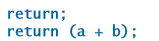 return;
return (a + b);